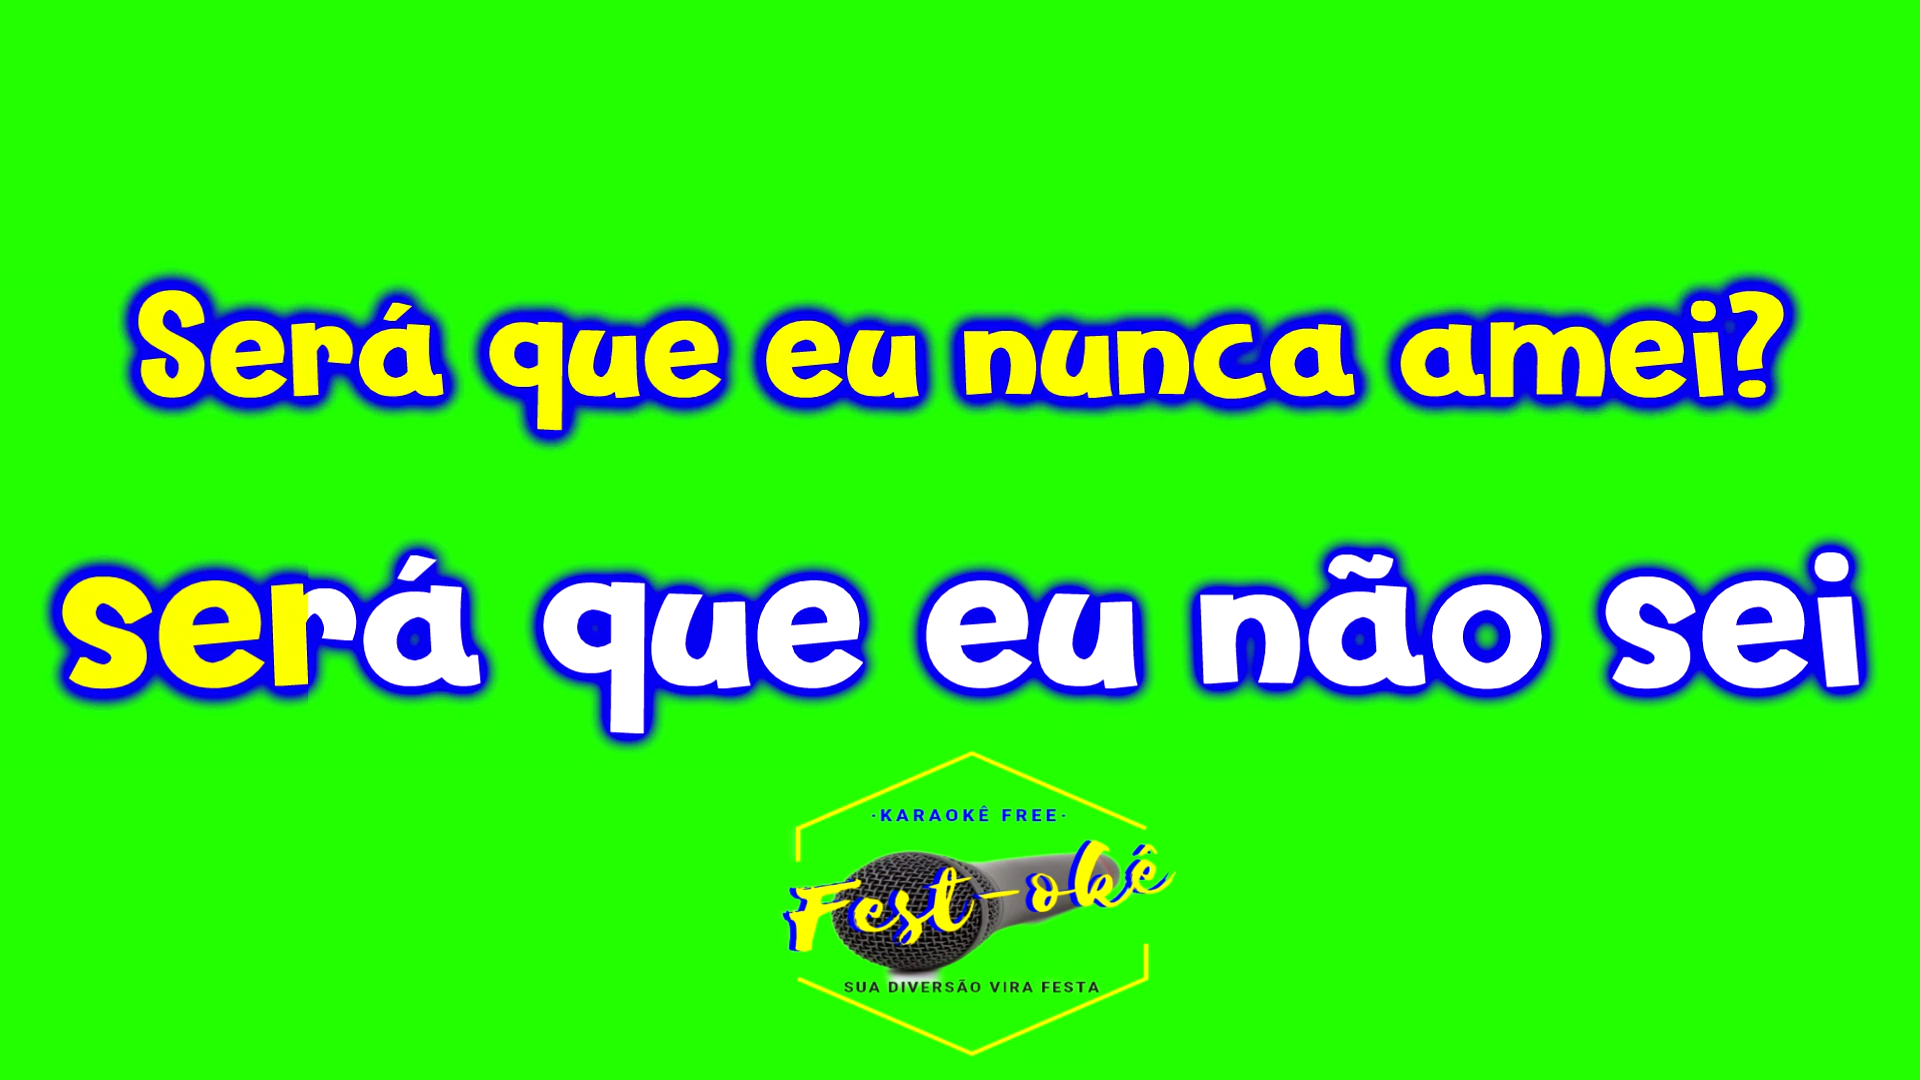 Será que eu nunca amei?
será que eu não sei
·KARAOKÊ FREE·
Fest-okê
SUA DIVERSÃO VIRA FESTA